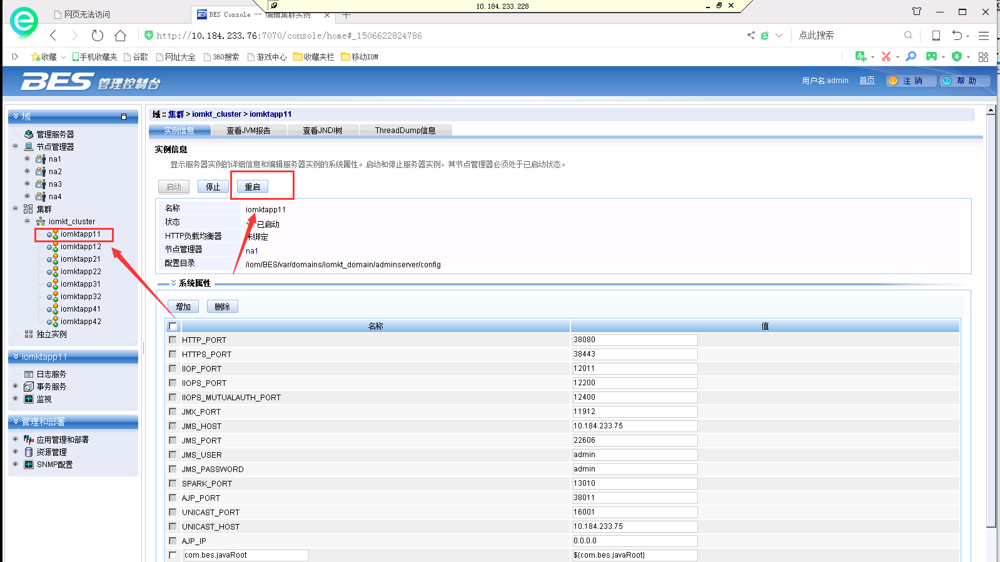 10.184.233.228
网页无法访问
BES Console -- 编辑集群实例
http://10.184.233.76:7070/console/home#_1506622824786
点此搜索
收藏 手机收藏夹 谷歌 网址大全 360搜索 游戏中心 收藏夹栏 移动IOM
BES 管理控制台
用户名:admin 首页 注 销 帮 助
域
管理服务器
节点管理器
na1
na2
na3
na4
集群
iomkt_cluster
iomktapp11
iomktapp12
iomktapp21
iomktapp22
iomktapp31
iomktapp32
iomktapp41
iomktapp42
独立实例
iomktapp11
日志服务
事务服务
监视
管理和部署
应用管理和部署
资源管理
SNMP配置
域 :: 集群 > iomkt_cluster > iomktapp11
实例信息 查看JVM报告 查看JNDI树 ThreadDump信息
实例信息
显示服务器实例的详细信息和编辑服务器实例的系统属性。启动和停止服务器实例，其节点管理器必须处于已启动状态。
启动 停止 重启
名称 iomktapp11
状态 已启动
HTTP负载均衡器 未绑定
节点管理器 na1
配置目录 /iom/BES/var/domains/iomkt_domain/adminserver/config
系统属性
增加 删除
名称 值
HTTP_PORT 38080
HTTPS_PORT 38443
IIOP_PORT 12011
IIOPS_PORT 12200
IIOPS_MUTUALAUTH_PORT 12400
JMX_PORT 11912
JMS_HOST 10.184.233.75
JMS_PORT 22606
JMS_USER admin
JMS_PASSWORD admin
SPARK_PORT 13010
AJP_PORT 38011
UNICAST_PORT 16001
UNICAST_HOST 10.184.233.75
AJP_IP 0.0.0.0
com.bes.javaRoot ${com.bes.javaRoot}